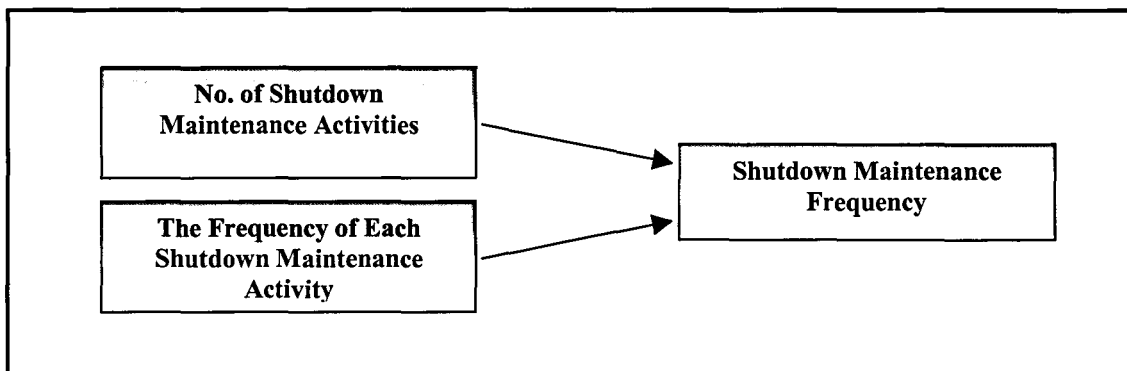 No. of Shutdown
Maintenance Activities
The Frequency of Each
Shutdown Maintenance
Activity
Shutdown Maintenance
Frequency